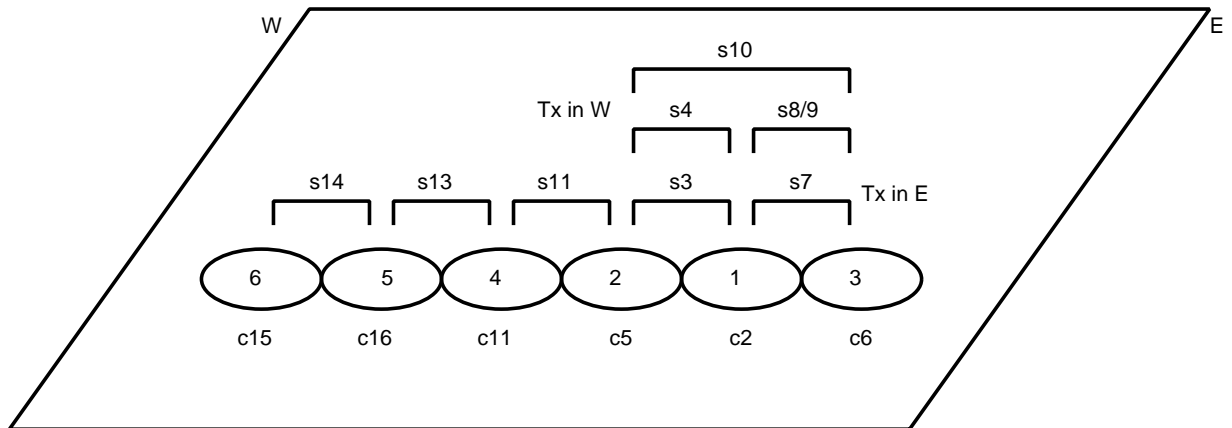 W E
s10
Tx in W s4 s8/9
s14 s13 s11 s3 s7 Tx in E
6 5 4 2 1 3
c15 c16 c11 c5 c2 c6